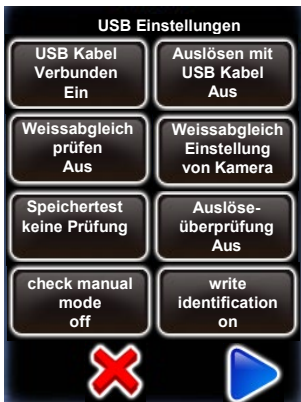 USB Einstellungen
USB Kabel
Verbunden
Ein
Auslösen mit
USB Kabel
Aus
Weissabgleich
prüfen
Aus
Weissabgleich
Einstellung
von Kamera
Speichertest
keine Prüfung
Auslöse-
überprüfung
Aus
check manual
mode
off
write
identification
on